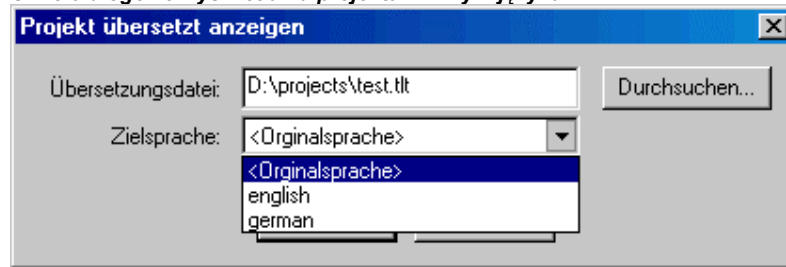 Projekt übersetzt anzeigen
Übersetzungsdatei: D:\projects\test.tlt Durchsuchen...
Zielsprache: <Orginalsprache>
<Orginalsprache>
english
german